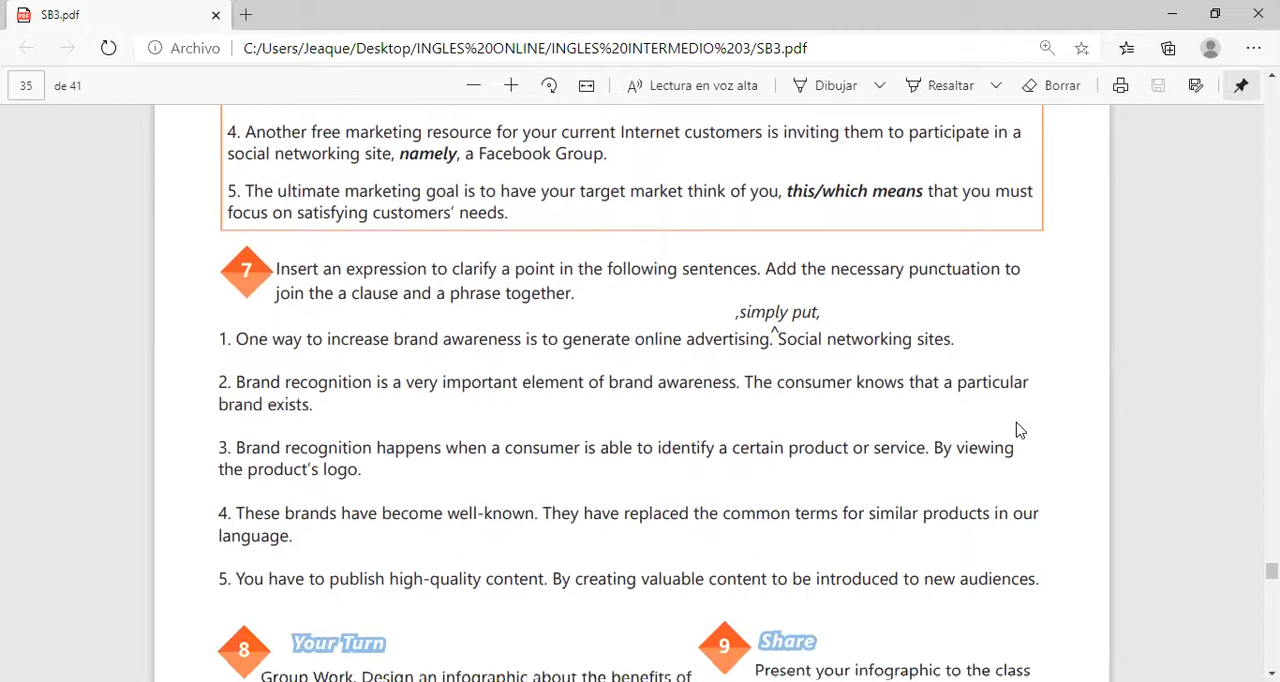 SB3.pdf
Archivo
C:/Users/Jeaque/Desktop/INGLES%20ONLINE/INGLES%20INTERMEDIO%203/SB3.pdf
35 de 41
Lectura en voz alta
Dibujar
Resaltar
Borrar
4. Another free marketing resource for your current Internet customers is inviting them to participate in a
social networking site, namely, a Facebook Group.
5. The ultimate marketing goal is to have your target market think of you, this/which means that you must
focus on satisfying customers' needs.
7 Insert an expression to clarify a point in the following sentences. Add the necessary punctuation to
join the a clause and a phrase together.
,simply put,
1. One way to increase brand awareness is to generate online advertising.^Social networking sites.
2. Brand recognition is a very important element of brand awareness. The consumer knows that a particular
brand exists.
3. Brand recognition happens when a consumer is able to identify a certain product or service. By viewing
the product's logo.
4. These brands have become well-known. They have replaced the common terms for similar products in our
language.
5. You have to publish high-quality content. By creating valuable content to be introduced to new audiences.
8 Your Turn
Group Work. Design an infographic about the benefits of
9 Share
Present your infographic to the class